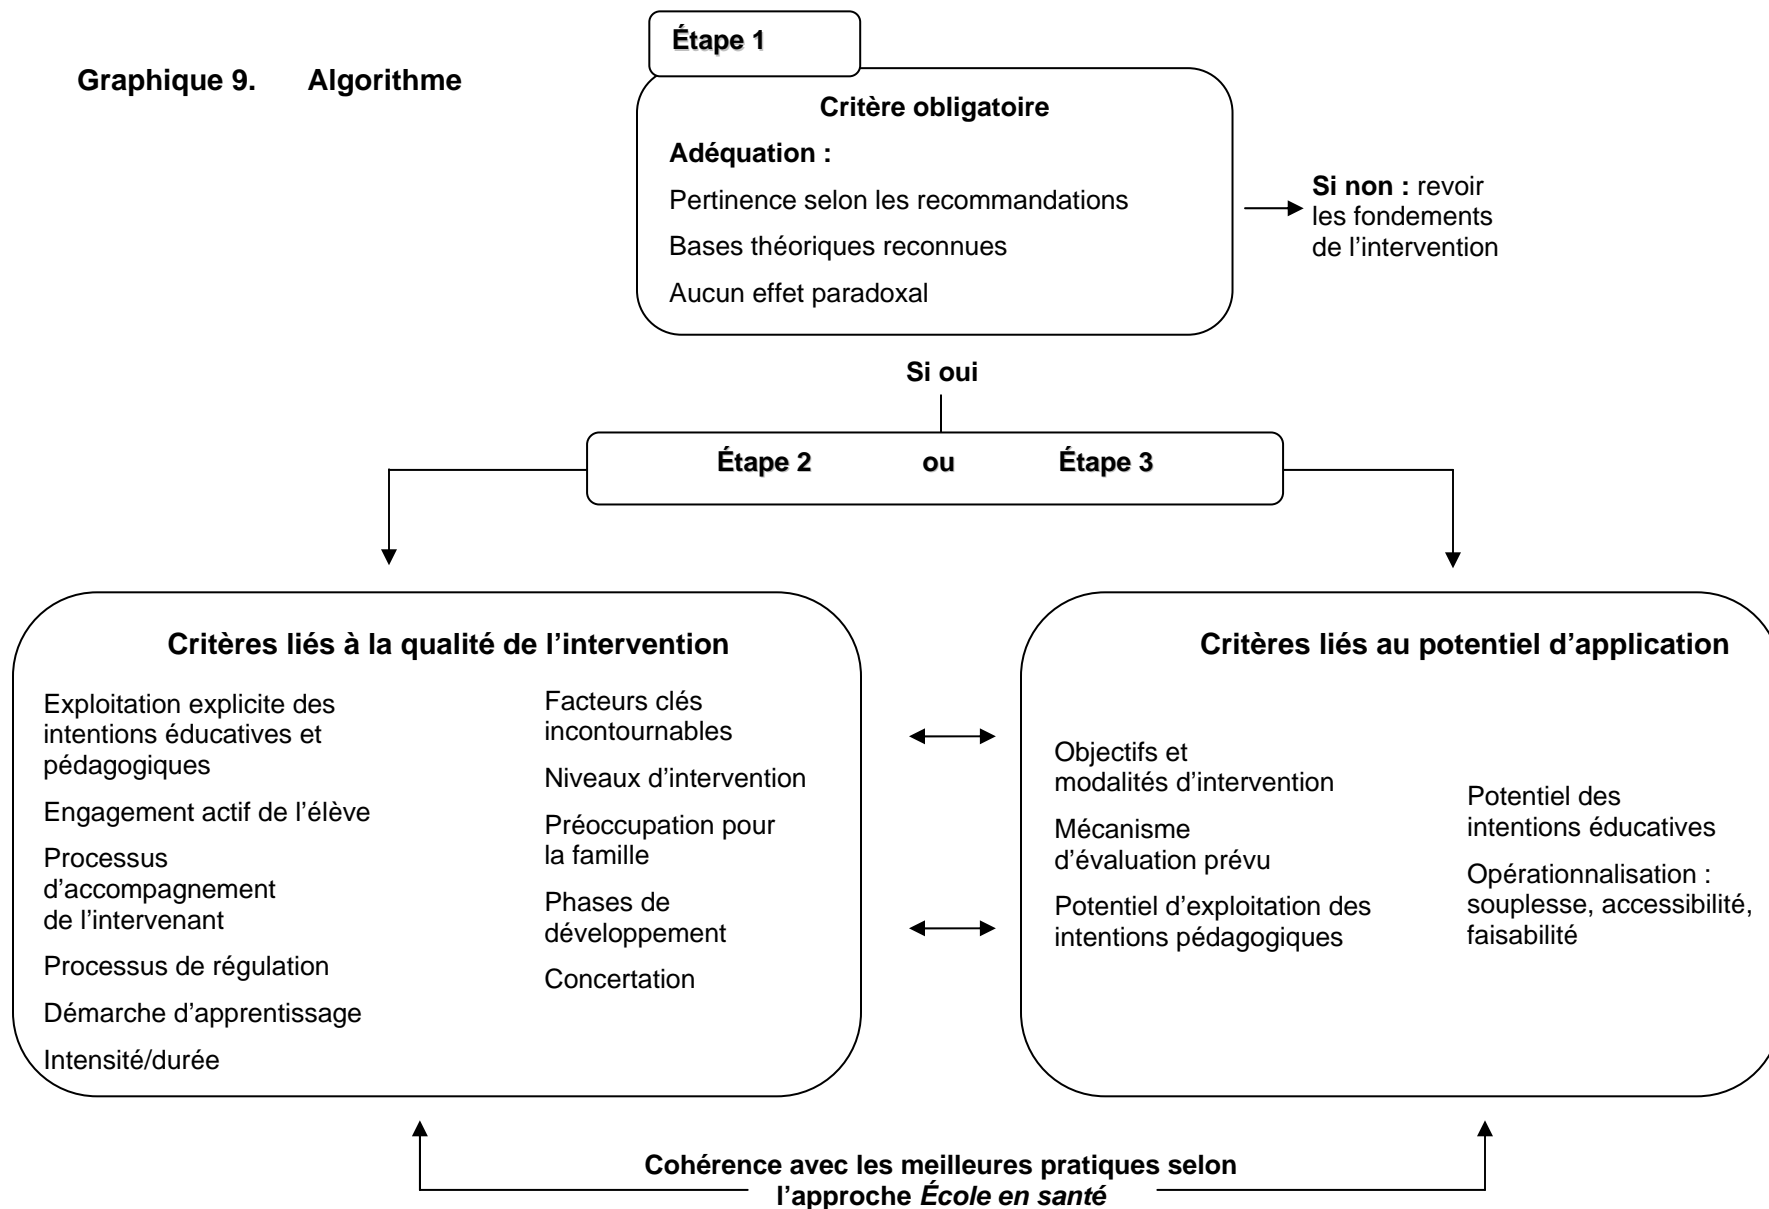 Graphique 9. Algorithme
Étape 1
Critère obligatoire
Adéquation :
Pertinence selon les recommandations
Bases théoriques reconnues
Aucun effet paradoxal
Si non : revoir
les fondements
de l’intervention
Si oui
Étape 2 ou Étape 3
Critères liés à la qualité de l’intervention
Exploitation explicite des
intentions éducatives et
pédagogiques
Engagement actif de l’élève
Processus
d’accompagnement
de l’intervenant
Processus de régulation
Démarche d’apprentissage
Intensité/durée
Facteurs clés
incontournables
Niveaux d’intervention
Préoccupation pour
la famille
Phases de
développement
Concertation
Critères liés au potentiel d’application
Objectifs et
modalités d’intervention
Mécanisme
d’évaluation prévu
Potentiel d’exploitation des
intentions pédagogiques
Potentiel des
intentions éducatives
Opérationnalisation :
souplesse, accessibilité,
faisabilité
Cohérence avec les meilleures pratiques selon
l’approche École en santé